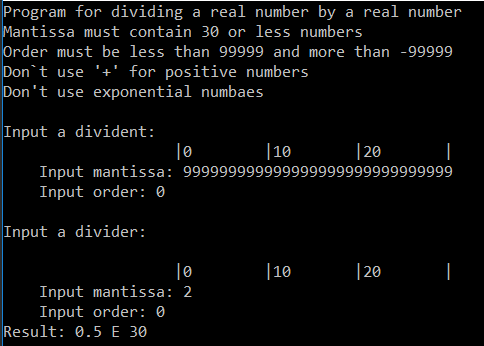 Program for dividing a real number by a real number
Mantissa must contain 30 or less numbers
Order must be less than 99999 and more than -99999
Don`t use '+' for positive numbers
Don't use exponential numbaes
Input a divident:
|0        |10       |20       |
Input mantissa: 999999999999999999999999999999
Input order: 0
Input a divider:
|0        |10       |20       |
Input mantissa: 2
Input order: 0
Result: 0.5 E 30